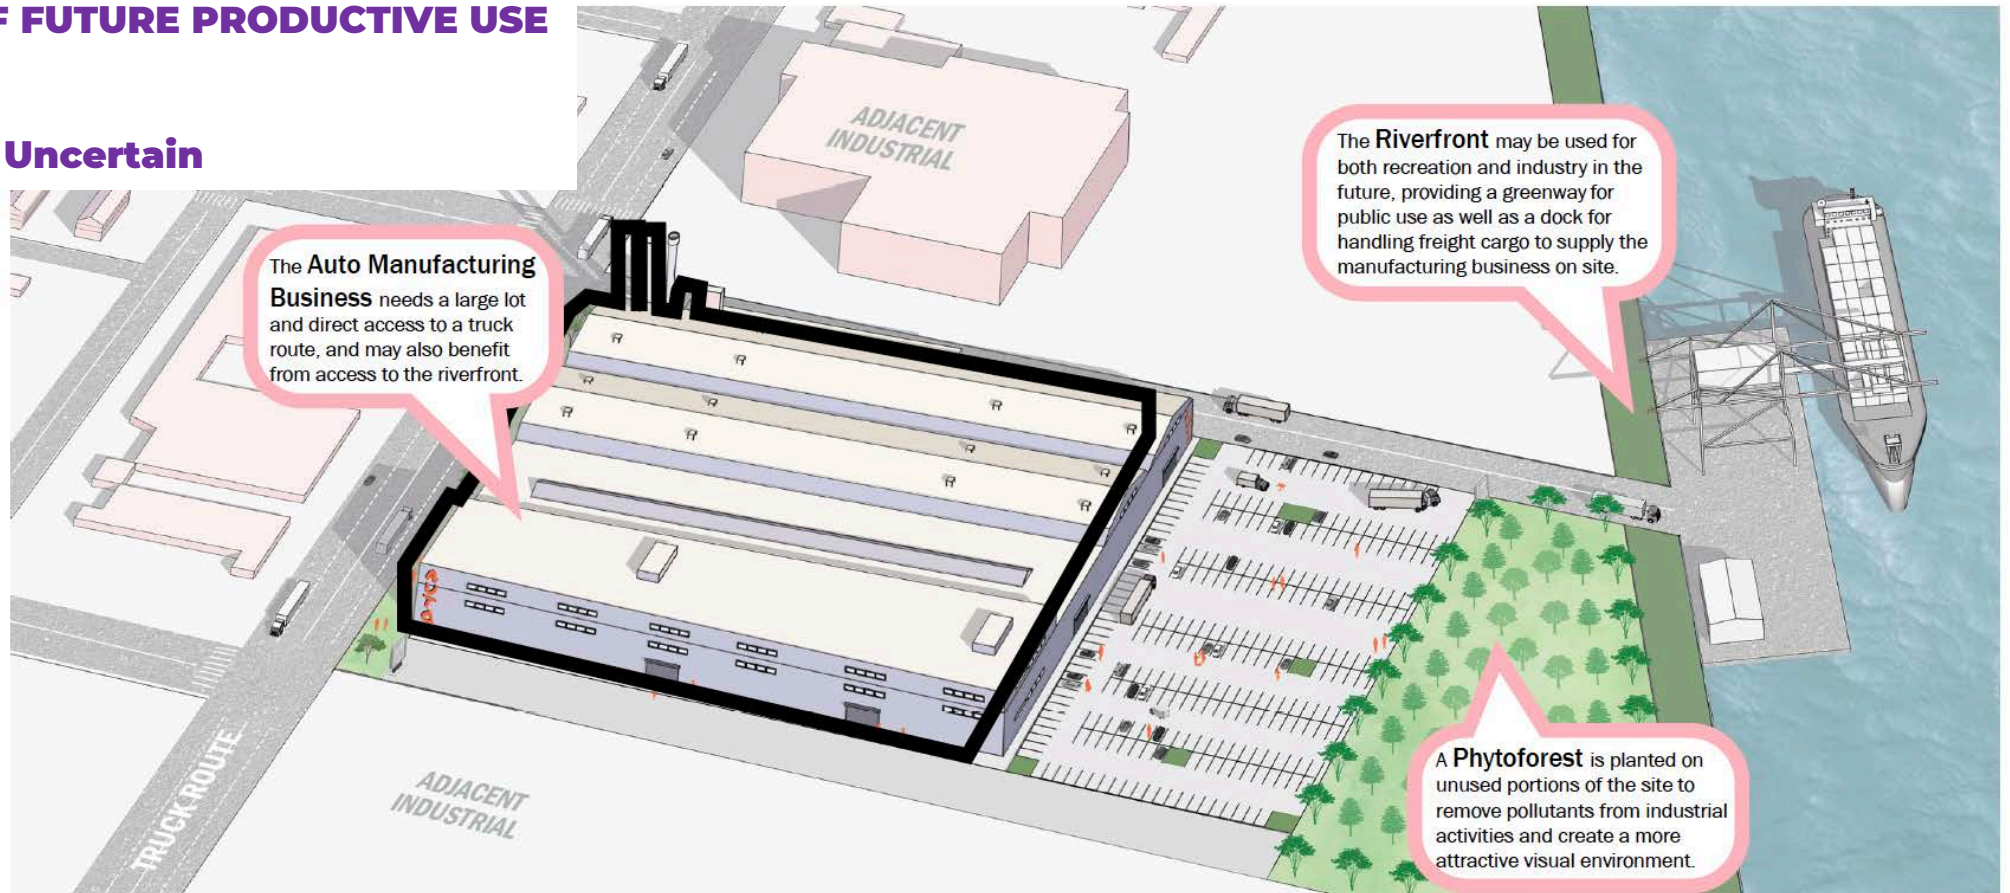 F FUTURE PRODUCTIVE USE
Uncertain
ADJACENT
INDUSTRIAL
The Riverfront may be used for
both recreation and industry in the
future, providing a greenway for
public use as well as a dock for
handling freight cargo to supply the
manufacturing business on site.
The Auto Manufacturing
Business needs a large lot
and direct access to a truck
route, and may also benefit
from access to the riverfront.
AUTO
A Phytoforest is planted on
unused portions of the site to
remove pollutants from industrial
activities and create a more
attractive visual environment.
TRUCK ROUTE
ADJACENT
INDUSTRIAL